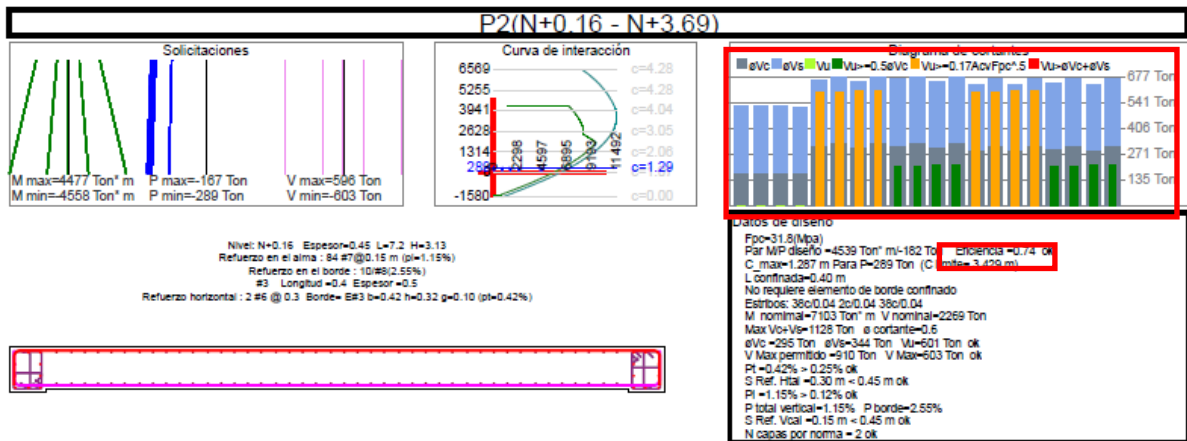 P2(N+0.16 - N+3.69)
Solicitaciones
M max=4477 Ton* m P max=-167 Ton V max=596 Ton
M min=-4558 Ton* m P min=-289 Ton V min=-603 Ton
Curva de interacción
6569 c=4.28
5255 c=4.28
3941 c=4.04
2628 c=3.05
1314 c=2.06
289 c=1.29
-1580 c=0.00
2298 4597 6895 9193 11492
Diagrama de cortantes
øVc øVs Vu Vu>=0.5øVc Vu>=0.17AcvFpc^.5 Vu>øVc+øVs
677 Ton
541 Ton
406 Ton
271 Ton
135 Ton
Nivel: N+0.16 Espesor=0.45 L=7.2 H=3.13
Refuerzo en el alma : 84 #7@0.15 m (pl=1.15%)
Refuerzo en el borde : 10/#8(2.55%)
#3 Longitud =0.4 Espesor =0.5
Refuerzo horizontal : 2 #6 @ 0.3 Borde= E#3 b=0.42 h=0.32 g=0.10 (pt=0.42%)
Datos de diseño
Fpc=31.8(Mpa)
Par M/P diseño =4539 Ton* m/-182 Ton Eficiencia =0.74 ok
C_max=1.287 m Para P=289 Ton (C limite= 3.429 m)
L confinada=0.40 m
No requiere elemento de borde confinado
Estribos: 38c/0.04 2c/0.04 38c/0.04
M nomimal=7103 Ton* m V nominal=2269 Ton
Max Vc+Vs=1128 Ton ø cortante=0.6
øVc =295 Ton øVs=344 Ton Vu=601 Ton ok
V Max permitido =910 Ton V Max=603 Ton ok
Pt =0.42% > 0.25% ok
S Ref. Htal =0.30 m < 0.45 m ok
Pl =1.15% > 0.12% ok
P total vertical=1.15% P borde=2.55%
S Ref. Vcal =0.15 m < 0.45 m ok
N capas por norma = 2 ok